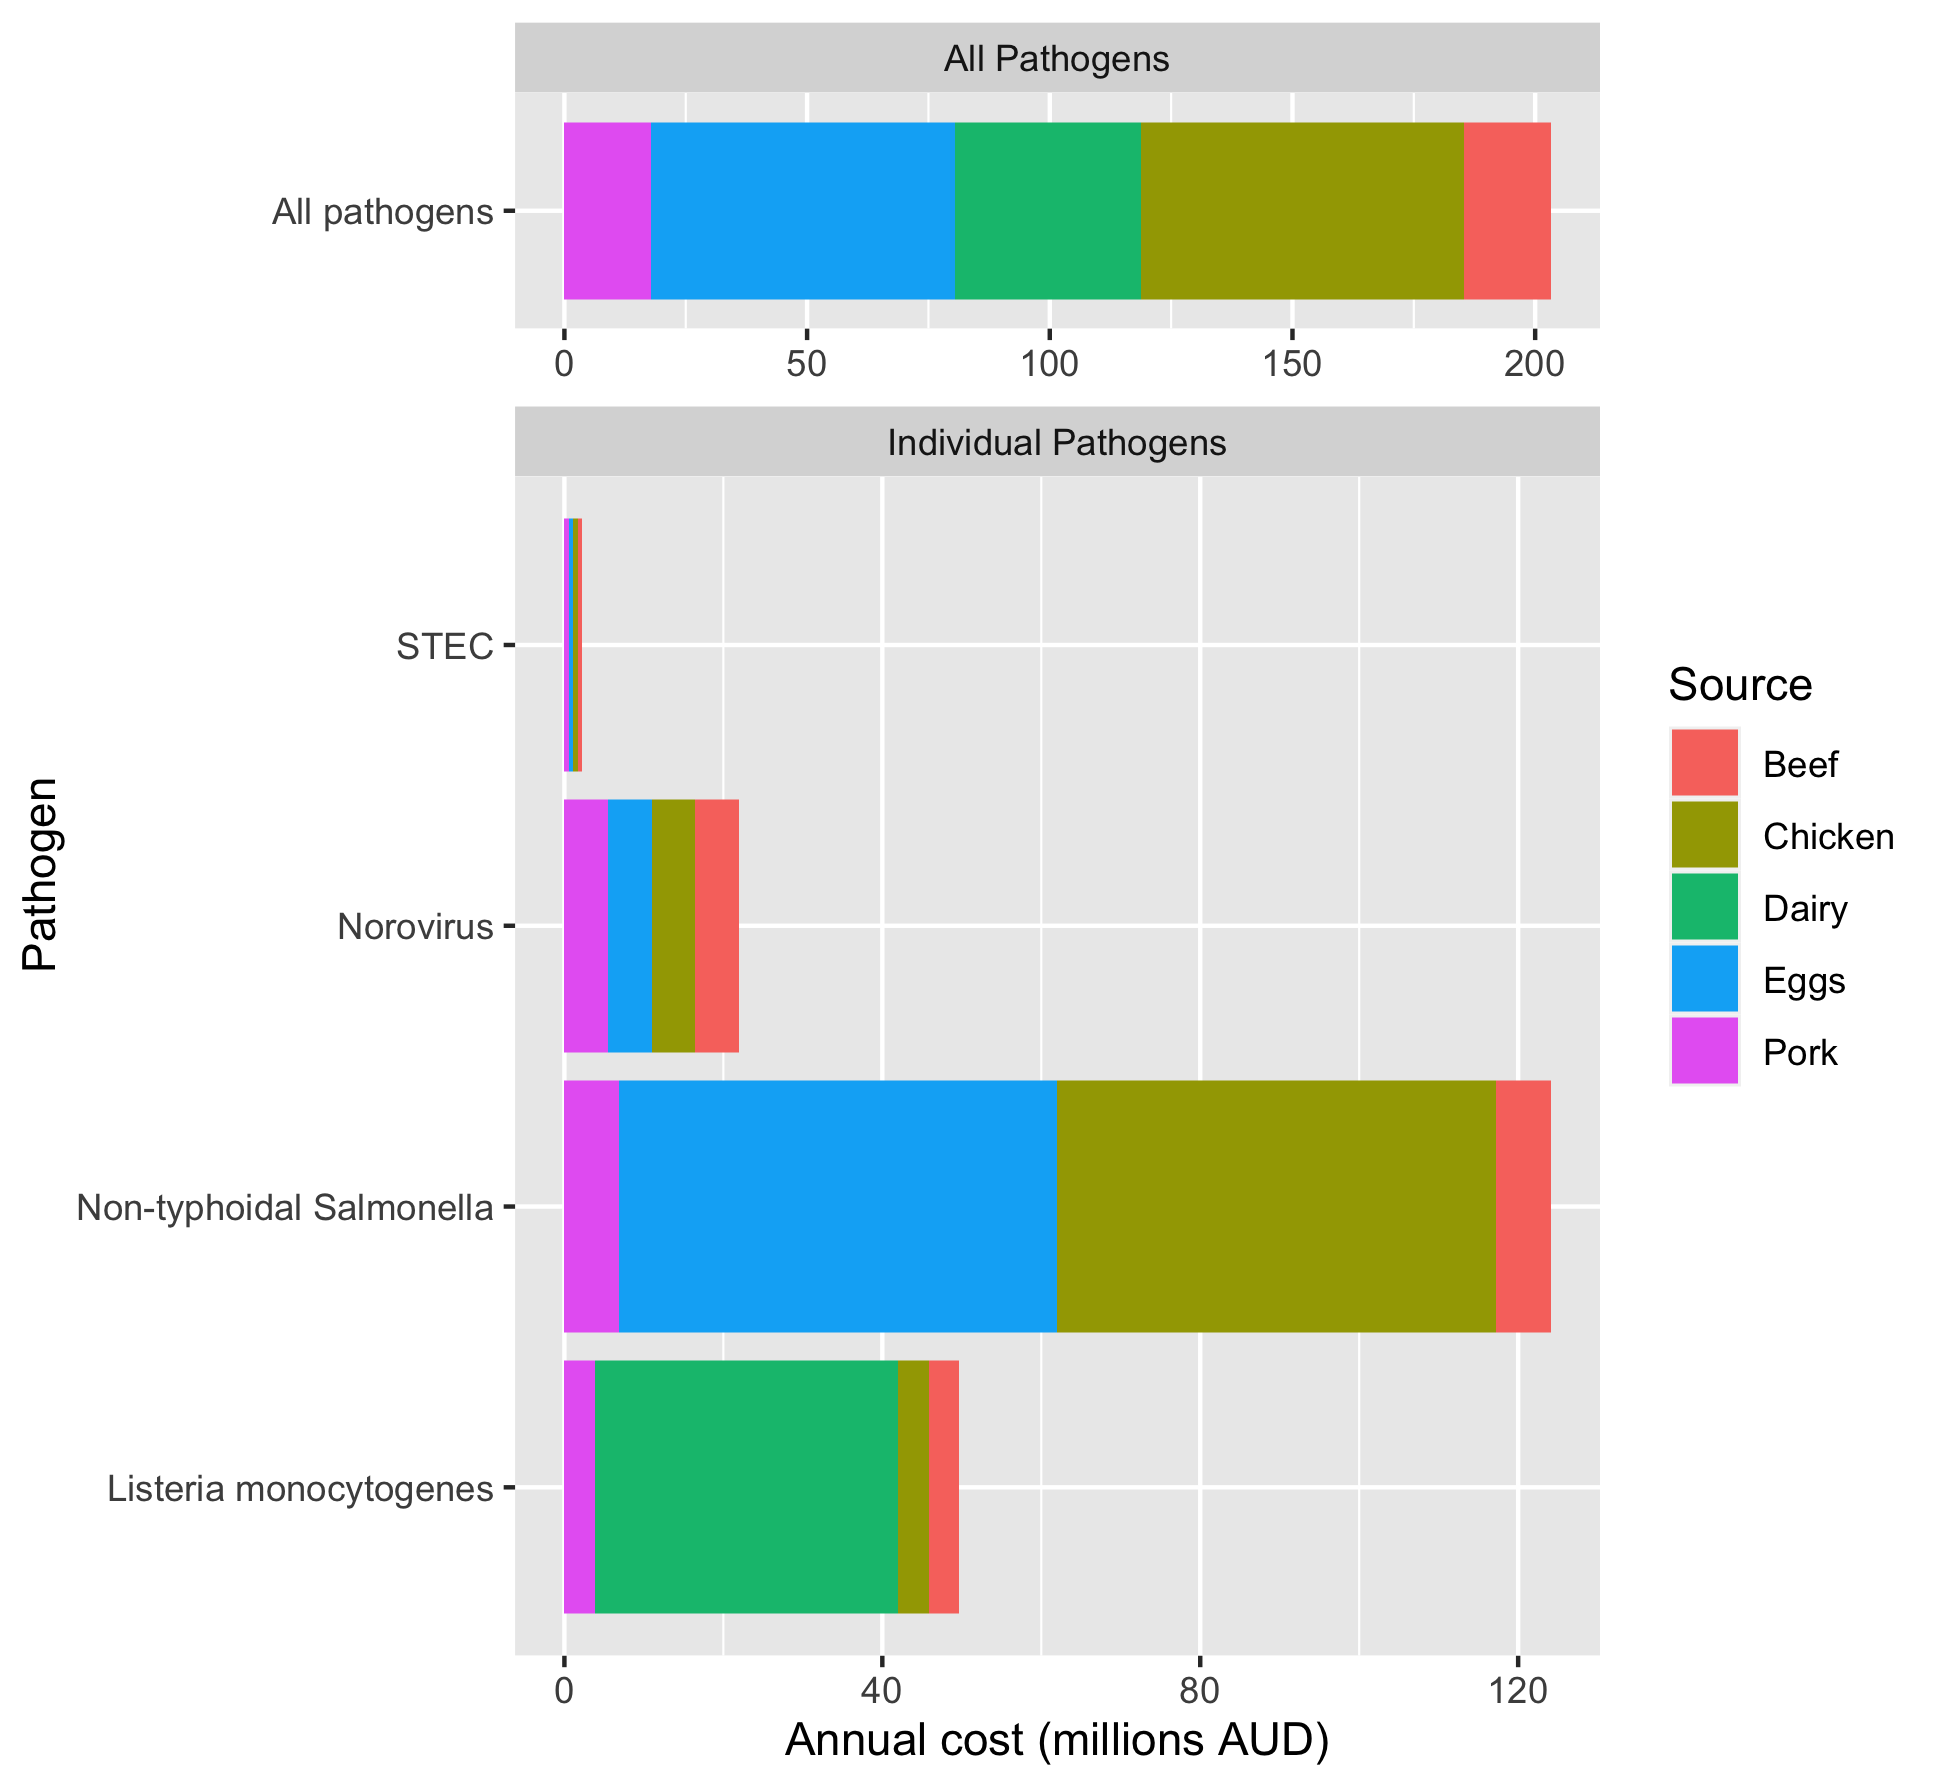 All Pathogens
All pathogens
0 50 100 150 200
Individual Pathogens
STEC
Norovirus
Non-typhoidal Salmonella
Listeria monocytogenes
0 40 80 120
Annual cost (millions AUD)
Pathogen
Source
Beef
Chicken
Dairy
Eggs
Pork